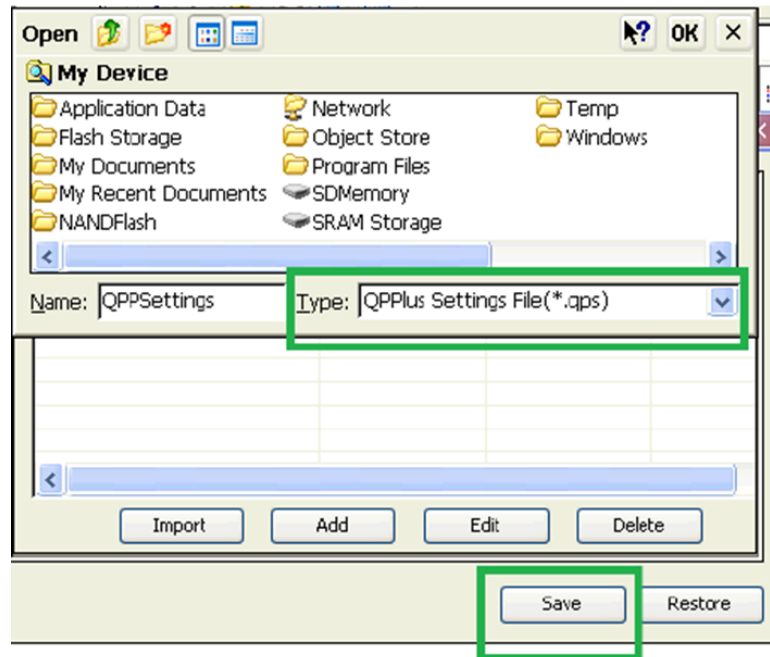 Open ? OK ×
My Device
Application Data Network Temp
Flash Storage Object Store Windows
My Documents Program Files
My Recent Documents SDMemory
NANDFlash SRAM Storage
Name: QPPSettings Type: QPPlus Settings File(*.qps)
Import Add Edit Delete
Save Restore